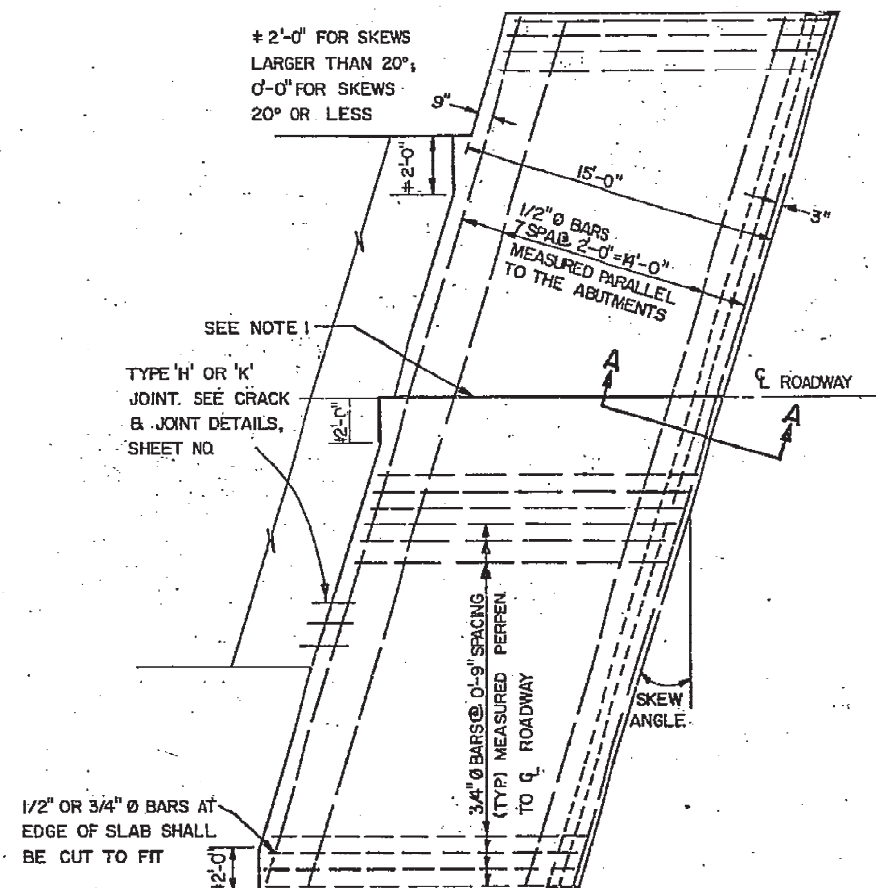 ‡ 2'-0" FOR SKEWS
LARGER THAN 20°;
0'-0" FOR SKEWS
20° OR LESS
9"
‡ 2'-0"
15'-0"
3"
1/2" Ø BARS
7 SPA@ 2'-0"=14'-0"
MEASURED PARALLEL
TO THE ABUTMENTS
SEE NOTE 1
TYPE 'H' OR 'K'
JOINT. SEE CRACK
& JOINT DETAILS,
SHEET NO.
‡2'-0"
A
℄ ROADWAY
A
3/4" Ø BARS @ 0'-9" SPACING
(TYP.) MEASURED PERPEN.
TO ℄ ROADWAY
SKEW
ANGLE
1/2" OR 3/4" Ø BARS AT
EDGE OF SLAB SHALL
BE CUT TO FIT
‡2'-0"